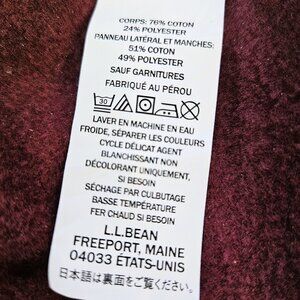 CORPS: 76% COTON
24% POLYESTER
PANNEAU LATÉRAL ET MANCHES:
51% COTON
49% POLYESTER
SAUF GARNITURES
FABRIQUÉ AU PÉROU
30
LAVER EN MACHINE EN EAU
FROIDE, SÉPARER LES COULEURS
CYCLE DÉLICAT AGENT
BLANCHISSANT NON
DÉCOLORANT UNIQUEMENT,
SI BESOIN
SÉCHAGE PAR CULBUTAGE
BASSE TEMPÉRATURE
FER CHAUD SI BESOIN
L.L.BEAN
FREEPORT, MAINE
04033 ÉTATS-UNIS
日本語は裏面をご覧ください